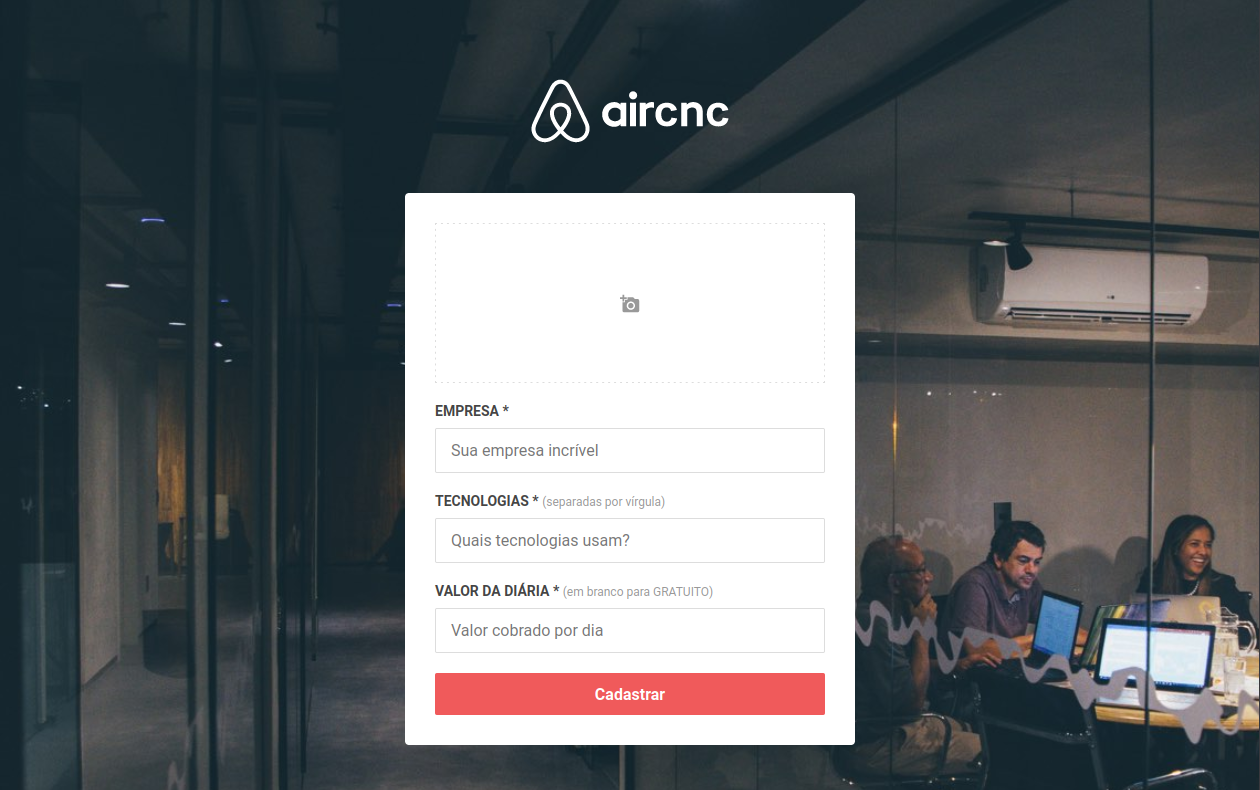 aircnc
EMPRESA *
Sua empresa incrível
TECNOLOGIAS * (separadas por vírgula)
Quais tecnologias usam?
VALOR DA DIÁRIA * (em branco para GRATUITO)
Valor cobrado por dia
Cadastrar